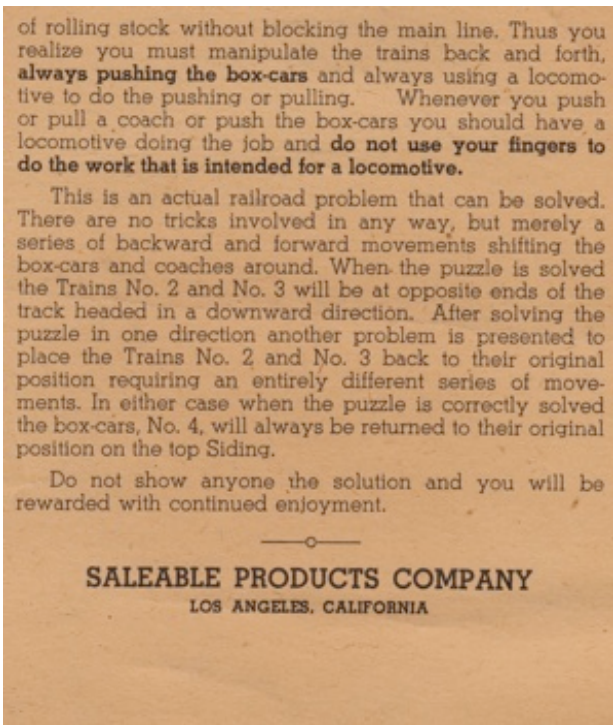 of rolling stock without blocking the main line. Thus you
realize you must manipulate the trains back and forth,
always pushing the box-cars and always using a locomo-
tive to do the pushing or pulling. Whenever you push
or pull a coach or push the box-cars you should have a
locomotive doing the job and do not use your fingers to
do the work that is intended for a locomotive.
This is an actual railroad problem that can be solved.
There are no tricks involved in any way, but merely a
series of backward and forward movements shifting the
box-cars and coaches around. When the puzzle is solved
the Trains No. 2 and No. 3 will be at opposite ends of the
track headed in a downward direction. After solving the
puzzle in one direction another problem is presented to
place the Trains No. 2 and No. 3 back to their original
position requiring an entirely different series of move-
ments. In either case when the puzzle is correctly solved
the box-cars, No. 4, will always be returned to their original
position on the top Siding.
Do not show anyone the solution and you will be
rewarded with continued enjoyment.
SALEABLE PRODUCTS COMPANY
LOS ANGELES, CALIFORNIA